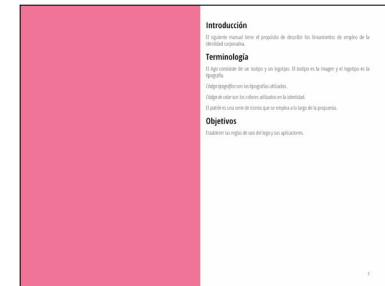 Introducción
El siguiente manual tiene el propósito de describir los lineamientos de empleo de la
identidad corporativa.
Terminología
El logo consiste de un isotipo y un logotipo. El isotipo es la imagen y el logotipo es la
tipografía.
Código tipográfico son las tipografías utilizadas.
Código de color son los colores utilizados en la identidad.
El patrón es una serie de íconos que se emplea a lo largo de la propuesta.
Objetivos
Establecer las reglas de uso del logo y sus aplicaciones.